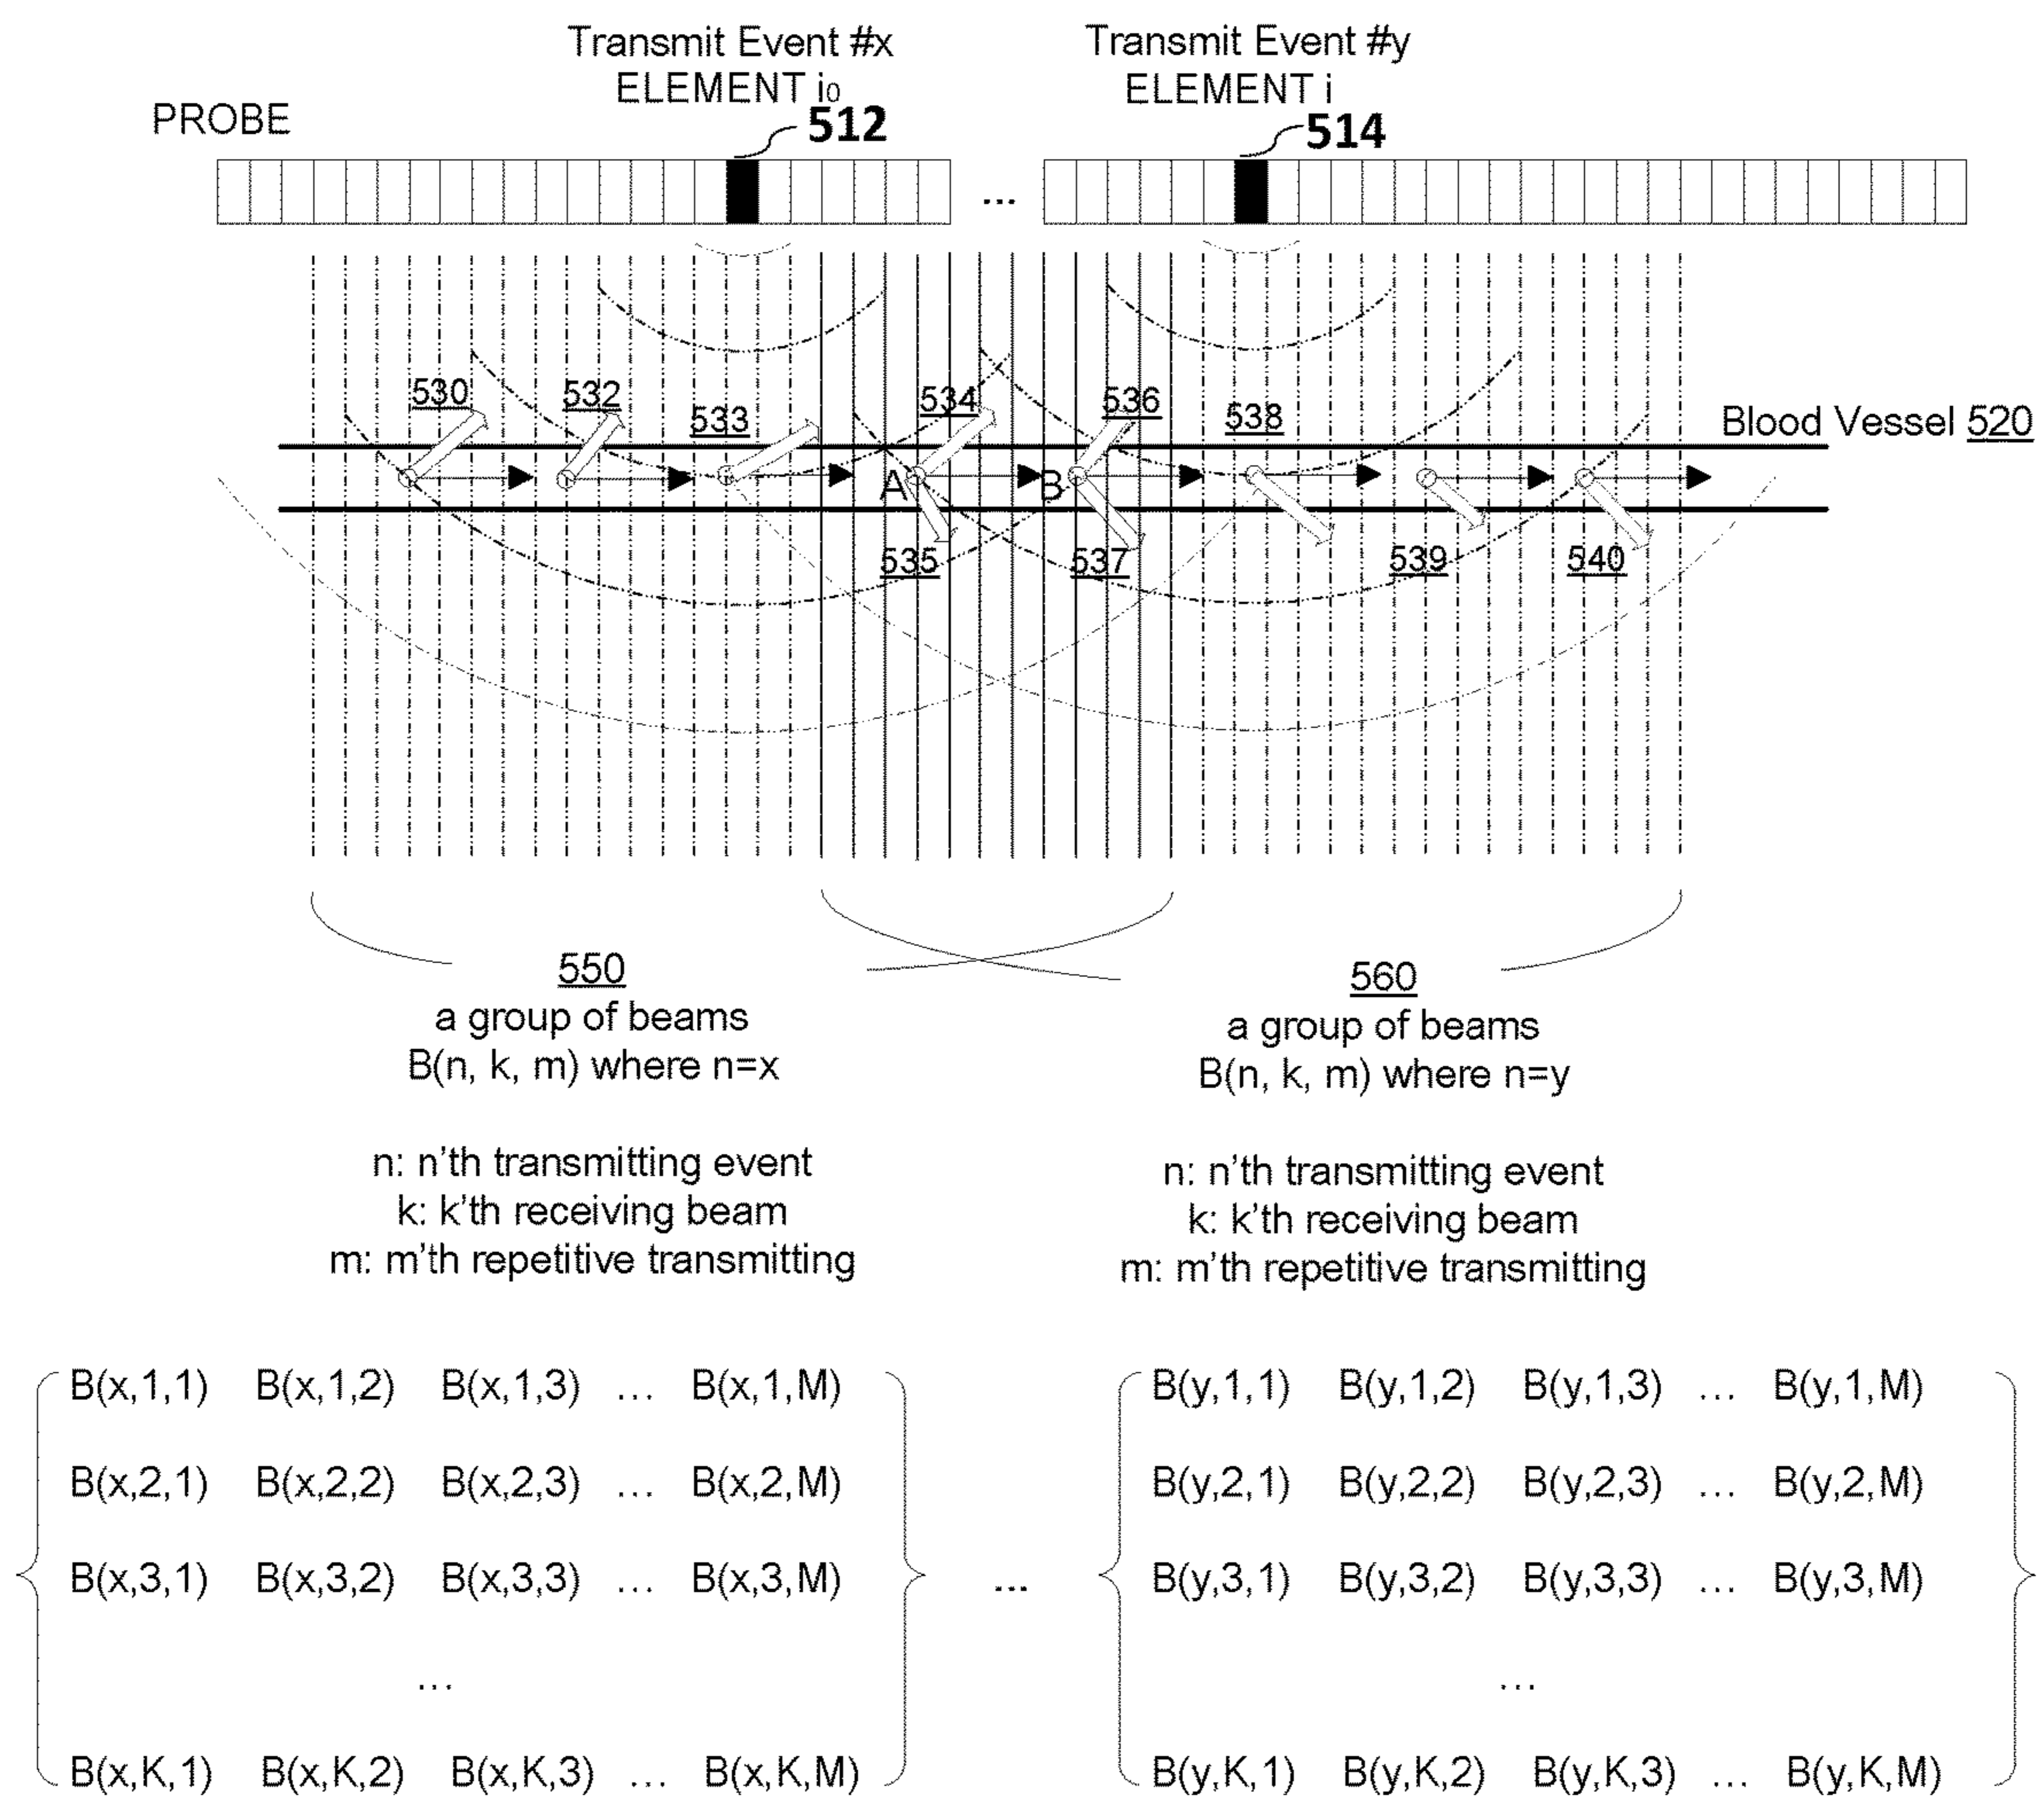 Transmit Event #x
ELEMENT i₀
512
Transmit Event #y
ELEMENT i
514
PROBE
...
530
532
533
534
536
538
Blood Vessel 520
A
B
535
537
539
540
550
a group of beams
B(n, k, m) where n=x
560
a group of beams
B(n, k, m) where n=y
n: n'th transmitting event
k: k'th receiving beam
m: m'th repetitive transmitting
n: n'th transmitting event
k: k'th receiving beam
m: m'th repetitive transmitting
B(x,1,1) B(x,1,2) B(x,1,3) ... B(x,1,M)
B(x,2,1) B(x,2,2) B(x,2,3) ... B(x,2,M)
B(x,3,1) B(x,3,2) B(x,3,3) ... B(x,3,M)
...
B(x,K,1) B(x,K,2) B(x,K,3) ... B(x,K,M)
...
B(y,1,1) B(y,1,2) B(y,1,3) ... B(y,1,M)
B(y,2,1) B(y,2,2) B(y,2,3) ... B(y,2,M)
B(y,3,1) B(y,3,2) B(y,3,3) ... B(y,3,M)
...
B(y,K,1) B(y,K,2) B(y,K,3) ... B(y,K,M)